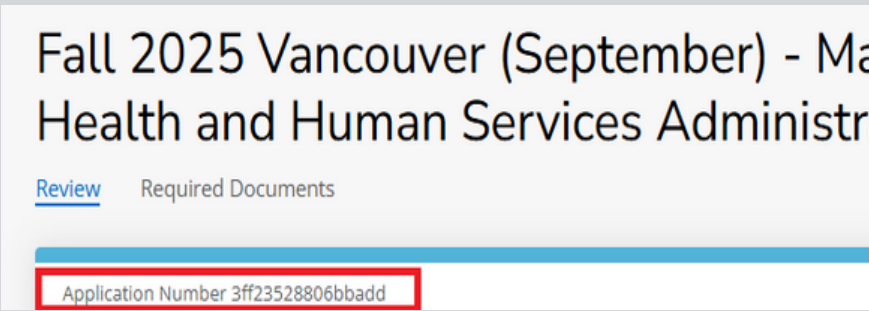 Fall 2025 Vancouver (September) - Ma
Health and Human Services Administr
Review Required Documents
Application Number 3ff23528806bbadd